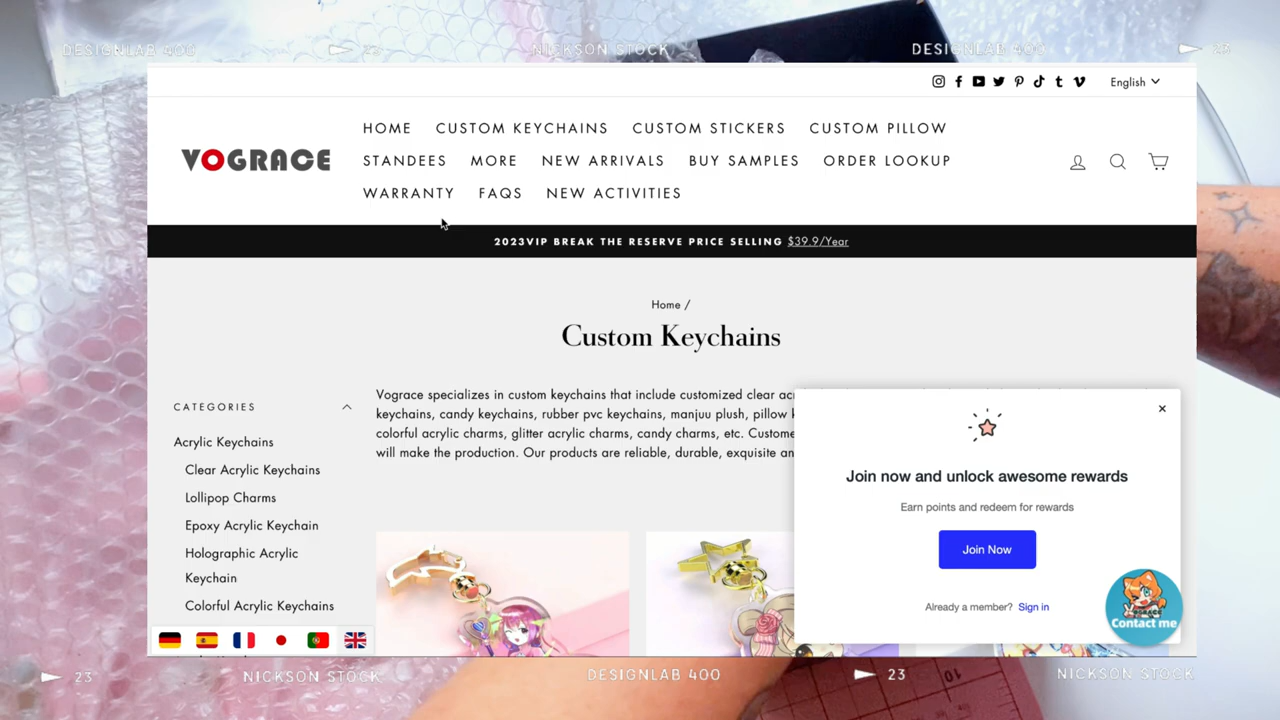 DESIGNLAB 400
23
NICKSON STOCK
DESIGNLAB 400
23
English
VOGRACE
HOME CUSTOM KEYCHAINS CUSTOM STICKERS CUSTOM PILLOW
STANDEES MORE NEW ARRIVALS BUY SAMPLES ORDER LOOKUP
WARRANTY FAQS NEW ACTIVITIES
2023VIP BREAK THE RESERVE PRICE SELLING $39.9/Year
Home /
Custom Keychains
CATEGORIES
Acrylic Keychains
Clear Acrylic Keychains
Lollipop Charms
Epoxy Acrylic Keychain
Holographic Acrylic
Keychain
Colorful Acrylic Keychains
Vograce specializes in custom keychains that include customized clear
keychains, candy keychains, rubber pvc keychains, manjuu plush, pillow
colorful acrylic charms, glitter acrylic charms, candy charms, etc.
will make the production. Our products are reliable, durable, exquisite
Join now and unlock awesome rewards
Earn points and redeem for rewards
Join Now
Already a member? Sign in
VOGRACE
Contact me
23
NICKSON STOCK
DESIGNLAB 400
23
NICKSON STOCK
10